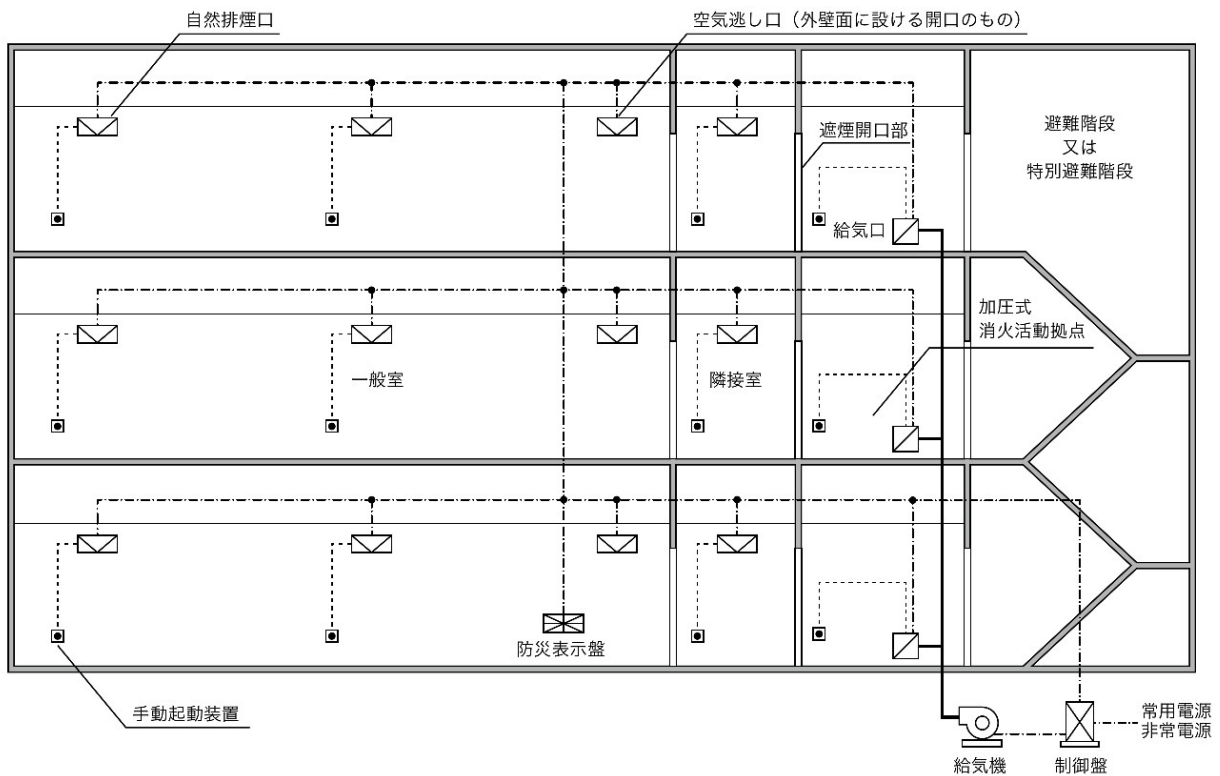 自然排煙口
空気逃し口（外壁面に設ける開口のもの）
避難階段
又は
特別避難階段
遮煙開口部
給気口
加圧式
消火活動拠点
一般室
隣接室
防災表示盤
手動起動装置
常用電源
非常電源
給気機
制御盤